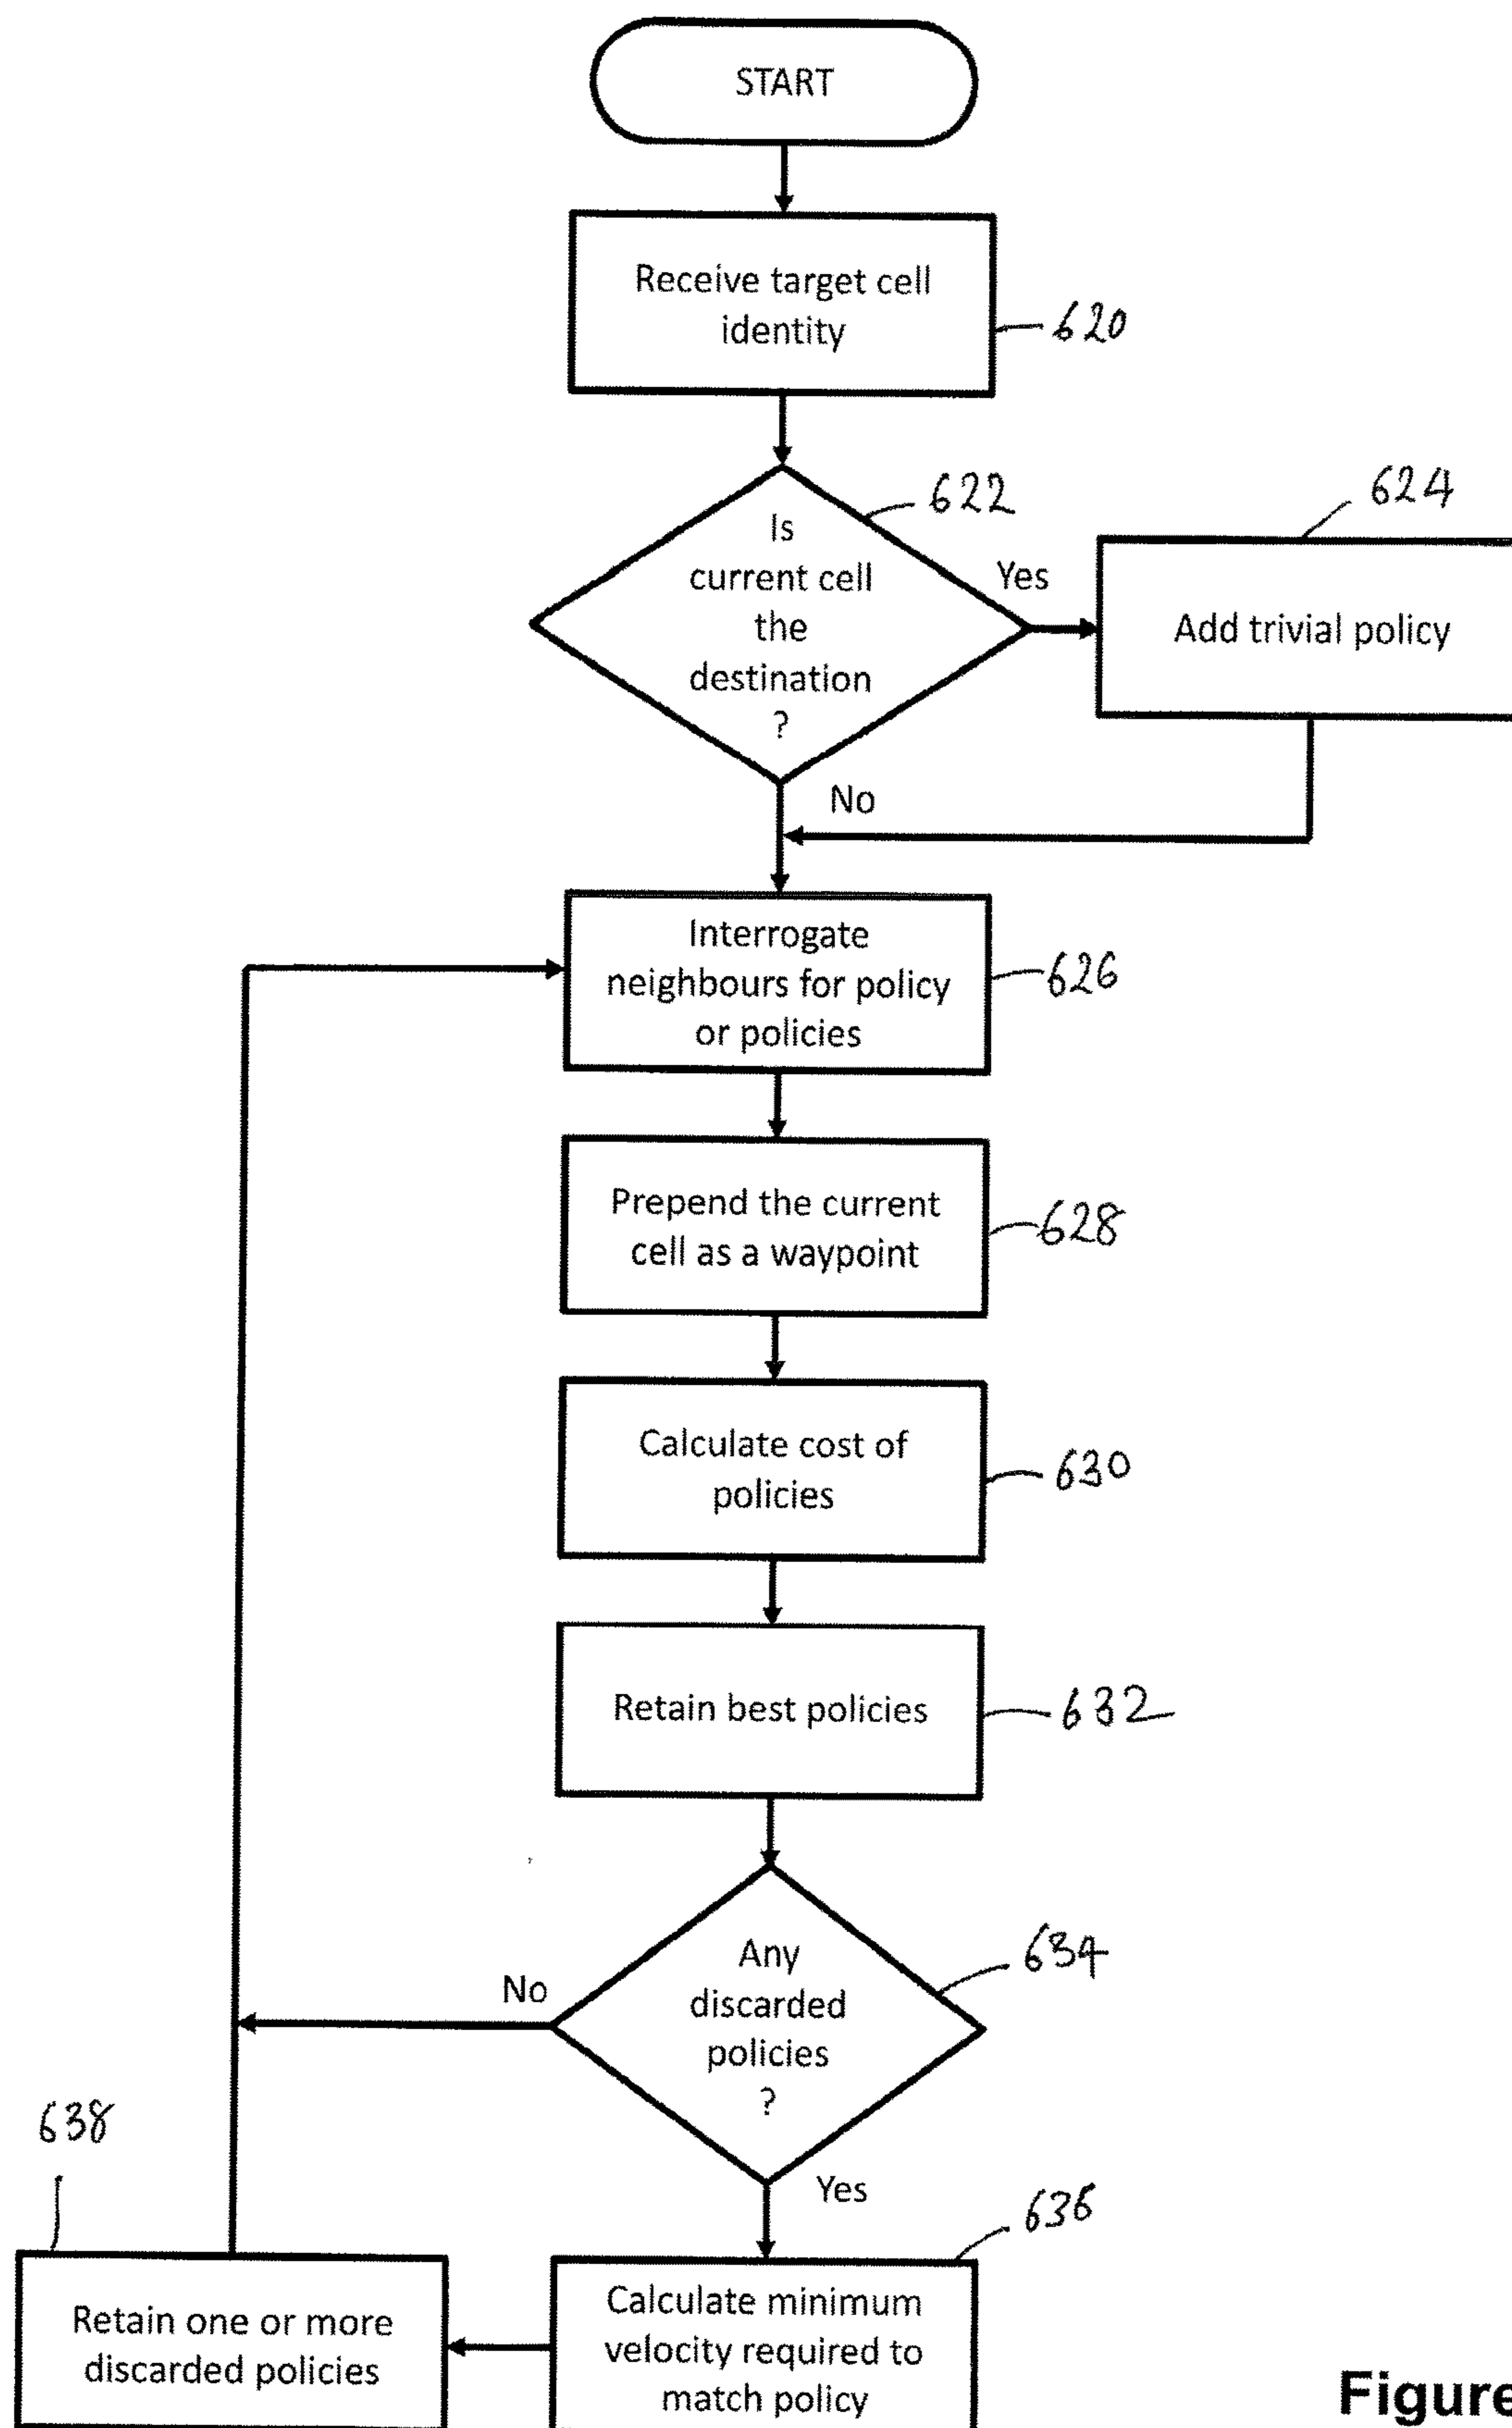 START
Receive target cell
identity
620
622
624
Is
current cell
the
destination
?
Yes
Add trivial policy
No
Interrogate
neighbours for policy
or policies
626
Prepend the current
cell as a waypoint
628
Calculate cost of
policies
630
Retain best policies
632
Any
discarded
policies
?
634
No
Yes
638
636
Retain one or more
discarded policies
Calculate minimum
velocity required to
match policy
Figure